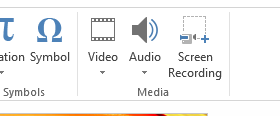 ation Symbol Video Audio Screen
Recording
Symbols Media